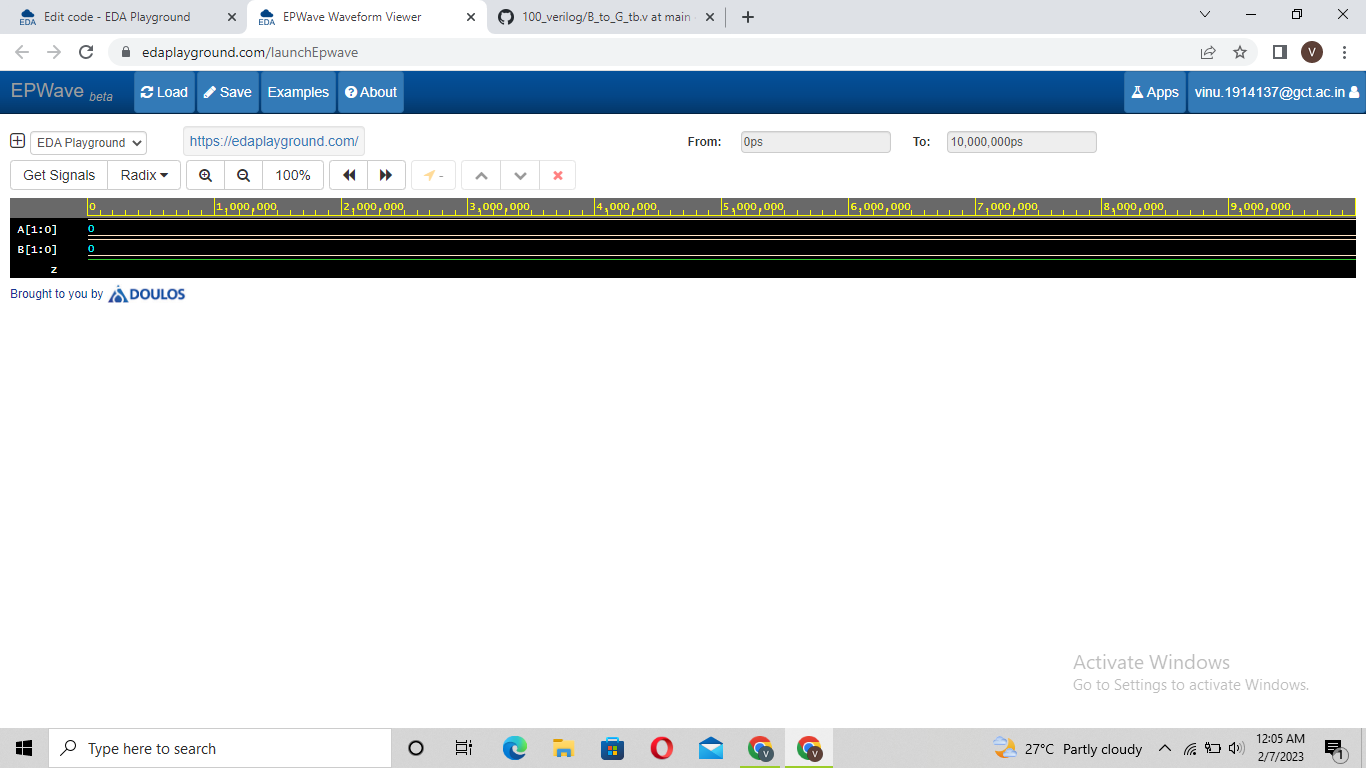 Edit code - EDA Playground
EPWave Waveform Viewer
100_verilog/B_to_G_tb.v at main
edaplayground.com/launchEpwave
V
EPWave beta
Load
Save
Examples
About
Apps
vinu.1914137@gct.ac.in
EDA Playground
https://edaplayground.com/
From:
0ps
To:
10,000,000ps
Get Signals
Radix
100%
-
0
1,000,000
2,000,000
3,000,000
4,000,000
5,000,000
6,000,000
7,000,000
8,000,000
9,000,000
A[1:0]
0
B[1:0]
0
z
Brought to you by DOULOS
Activate Windows
Go to Settings to activate Windows.
Type here to search
V
V
27°C Partly cloudy
12:05 AM
2/7/2023
1